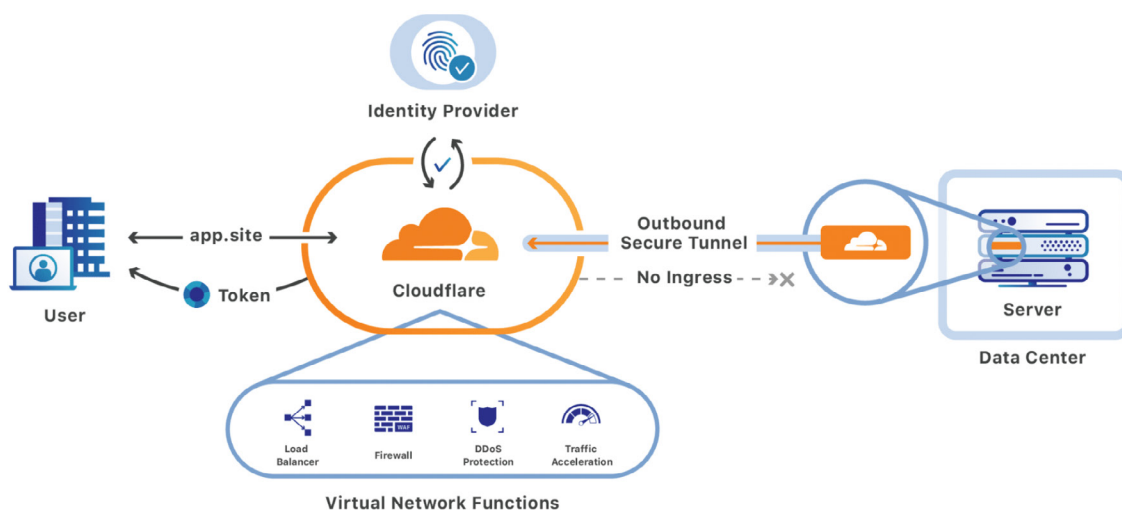 Identity Provider
app.site
Token
User
Cloudflare
Outbound
Secure Tunnel
No Ingress
Server
Data Center
Load
Balancer
WAF
Firewall
DDoS
Protection
Traffic
Acceleration
Virtual Network Functions